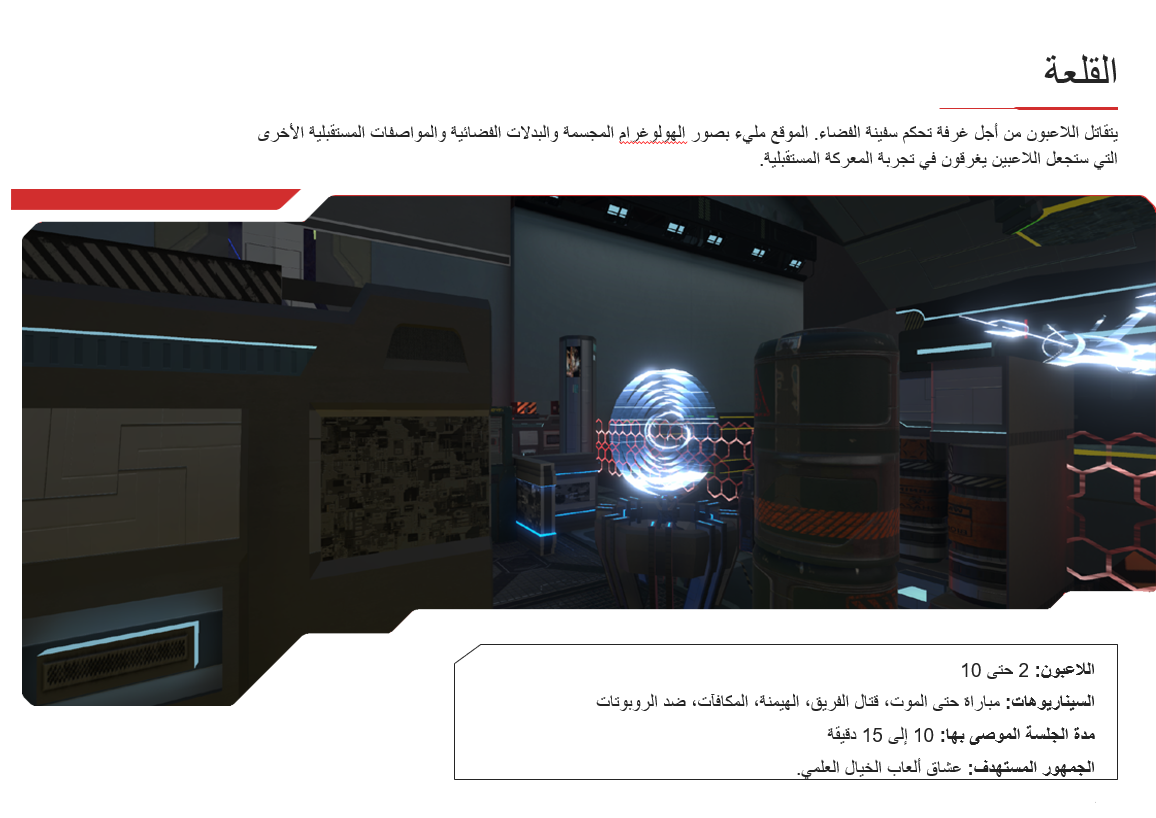 القلعة
يتقاتل اللاعبون من أجل غرفة تحكم سفينة الفضاء. الموقع مليء بصور الهولوغرام المجسمة والبدلات الفضائية والمواصفات المستقبلية الأخرى
التي ستجعل اللاعبين يغرقون في تجربة المعركة المستقبلية.
اللاعبون: 2 حتى 10
السيناريوهات: مباراة حتى الموت، قتال الفريق، الهيمنة، المكافآت، ضد الروبوتات
مدة الجلسة الموصى بها: 10 إلى 15 دقيقة
الجمهور المستهدف: عشاق ألعاب الخيال العلمي.